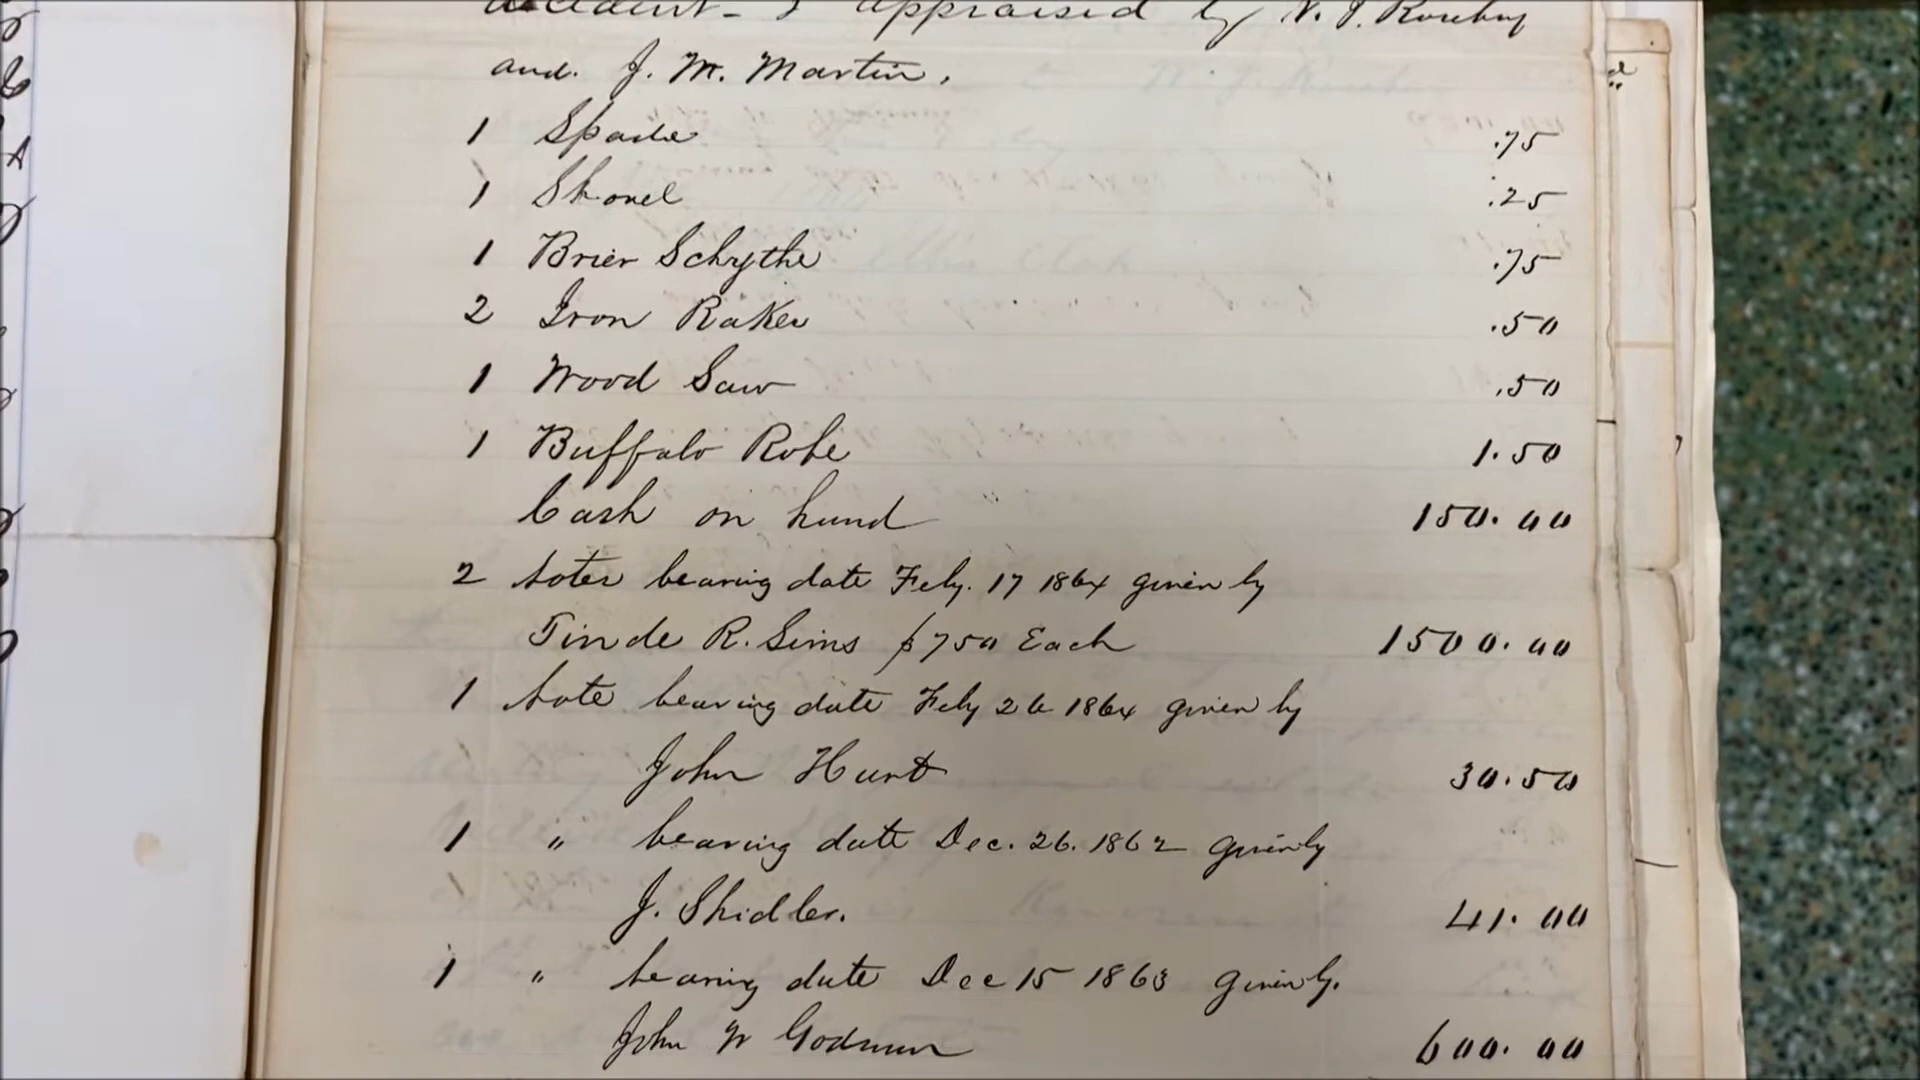 appraised by
and. J. M. Martin.
1 Spade .75
1 Shovel .25
1 Brier Schythe .75
2 Iron Rakes .50
1 Wood Saw .50
1 Buffalo Robe 1.50
Cash on hand 150.00
2 Notes bearing date Feby. 17 1864 given by
R. Sims $750 Each 1500.00
1 Note bearing date Feby 26 1864 given by
John Hurt 30.50
1 " bearing date Dec. 26. 1862 given by
J. Shidler. 41.00
1 " bearing date Dec 15 1863 given by.
John W Godman 600.00